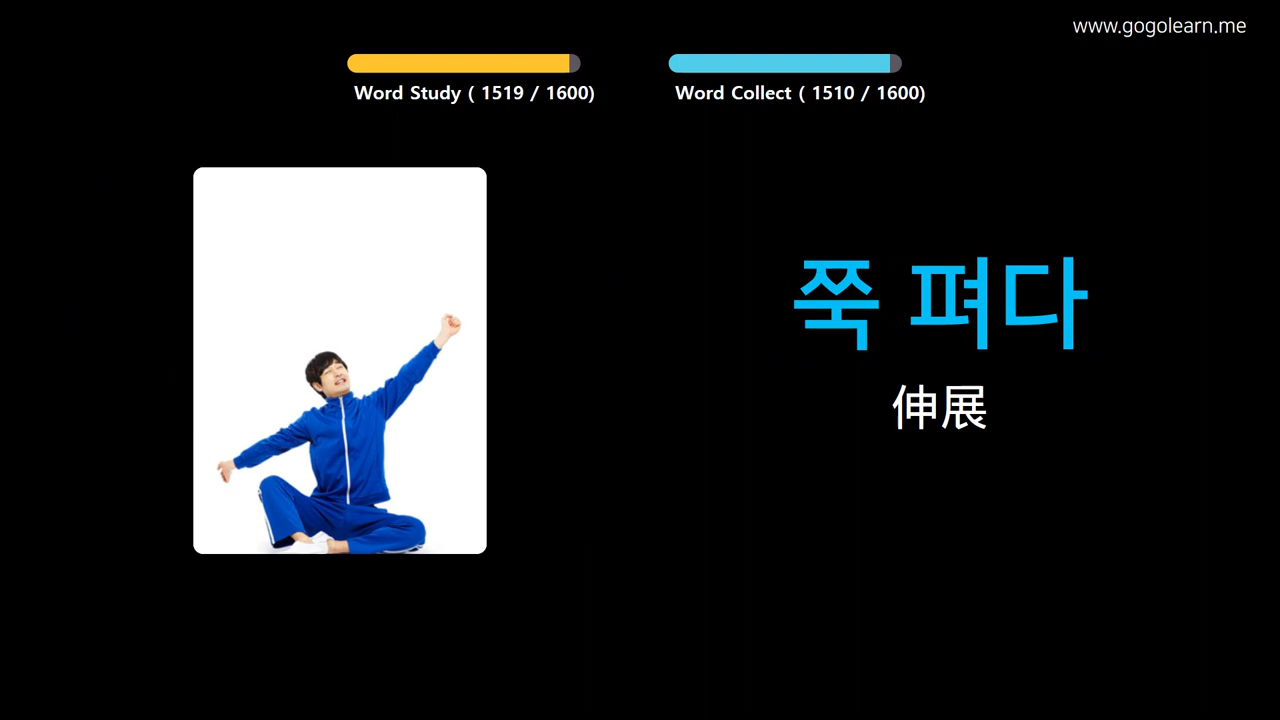 www.gogolearn.me
Word Study ( 1519 / 1600)
Word Collect ( 1510 / 1600)
쭉 펴다
伸展